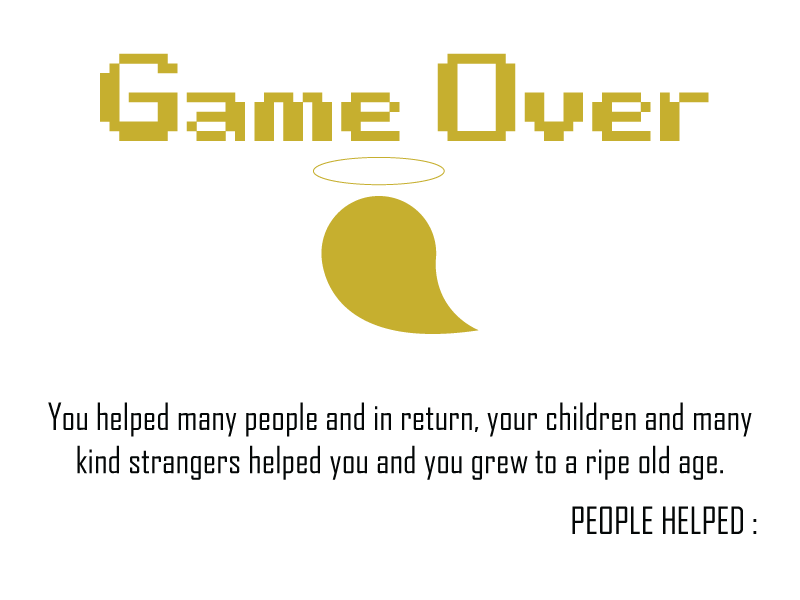 Game Over
You helped many people and in return, your children and many
kind strangers helped you and you grew to a ripe old age.
PEOPLE HELPED :